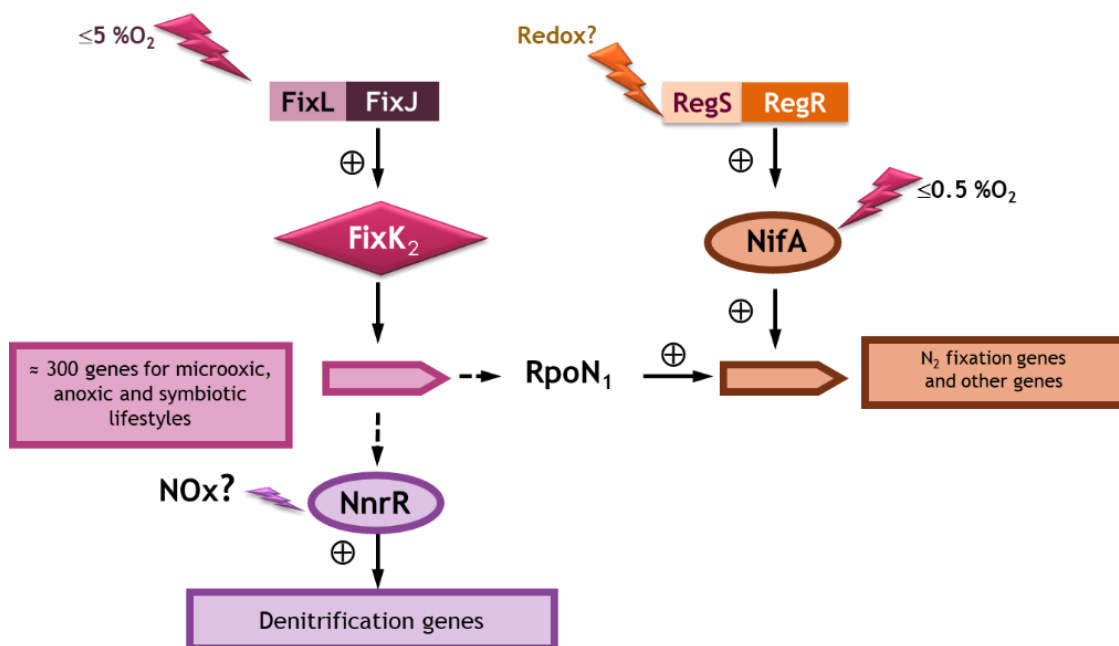 ≤5 %O₂
Redox?
FixL FixJ
RegS RegR
⊕
⊕
≤0.5 %O₂
FixK₂
NifA
⊕
≈ 300 genes for microoxic,
anoxic and symbiotic
lifestyles
RpoN₁
⊕
N₂ fixation genes
and other genes
NOx?
NnrR
⊕
Denitrification genes